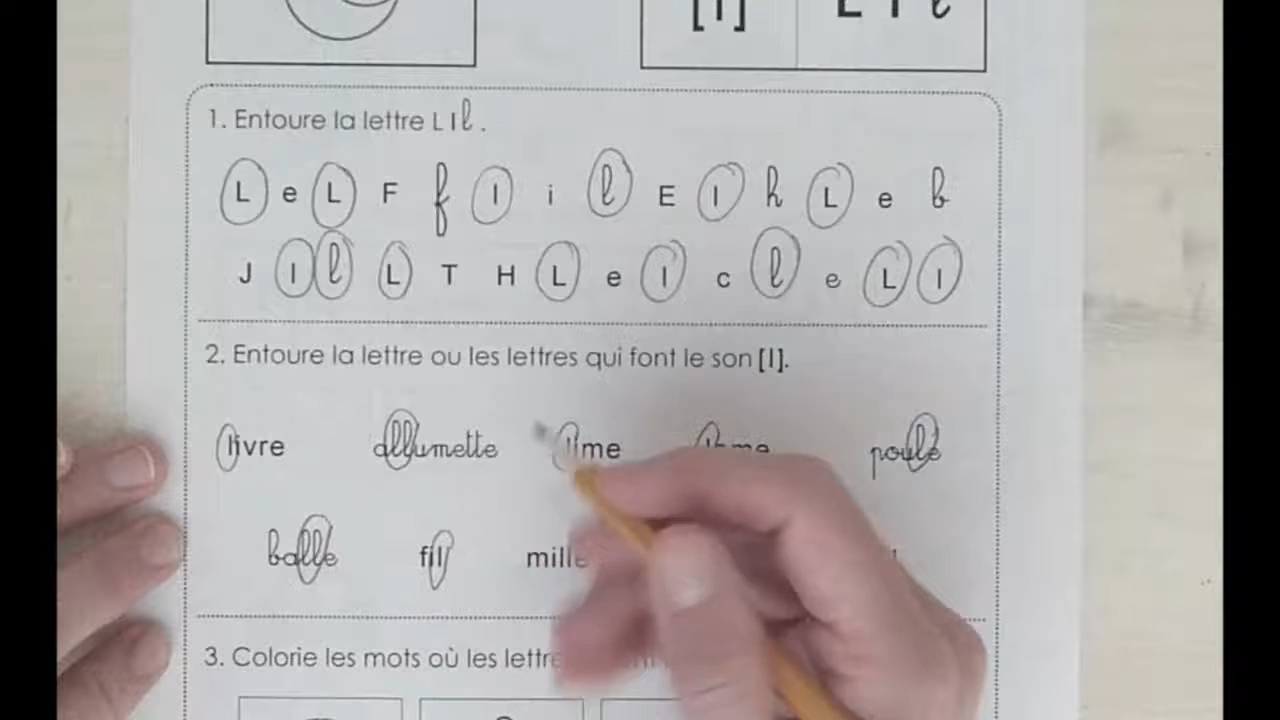 [l] L l l
1. Entoure la lettre L l l.
L e L F f l i l E l h L e b
J l l L T H L e l c l e L l
2. Entoure la lettre ou les lettres qui font le son [l].
livre allumette lime poule
balle fil mille
3. Colorie les mots où les